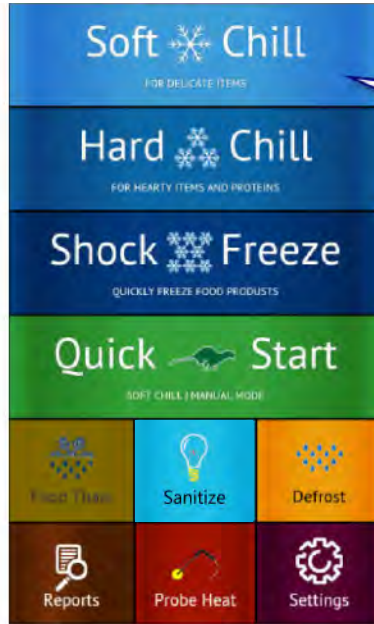 Soft Chill
FOR DELICATE ITEMS
Hard Chill
FOR HEARTY ITEMS AND PROTEINS
Shock Freeze
QUICKLY FREEZE FOOD PRODUSTS
Quick Start
SOFT CHILL | MANUAL MODE
Food Thaw
Sanitize
Defrost
Reports
Probe Heat
Settings